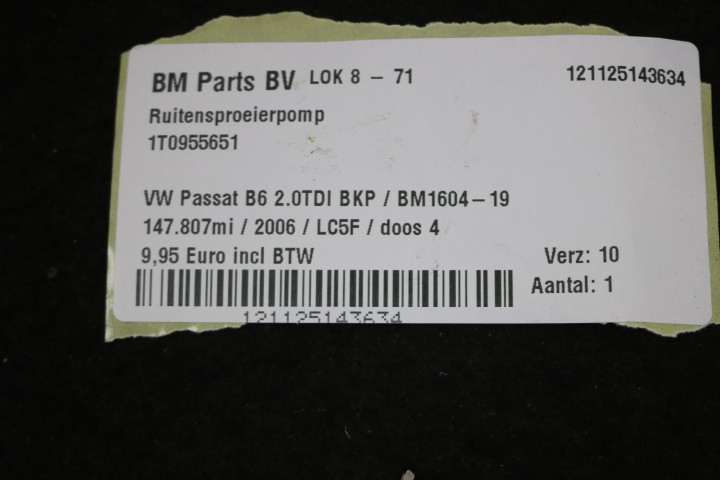 BM Parts BV LOK 8 - 71 121125143634
Ruitensproeierpomp
1T0955651
VW Passat B6 2.0TDI BKP / BM1604-19
147.807mi / 2006 / LC5F / doos 4
9,95 Euro incl BTW Verz: 10
Aantal: 1
121125143634